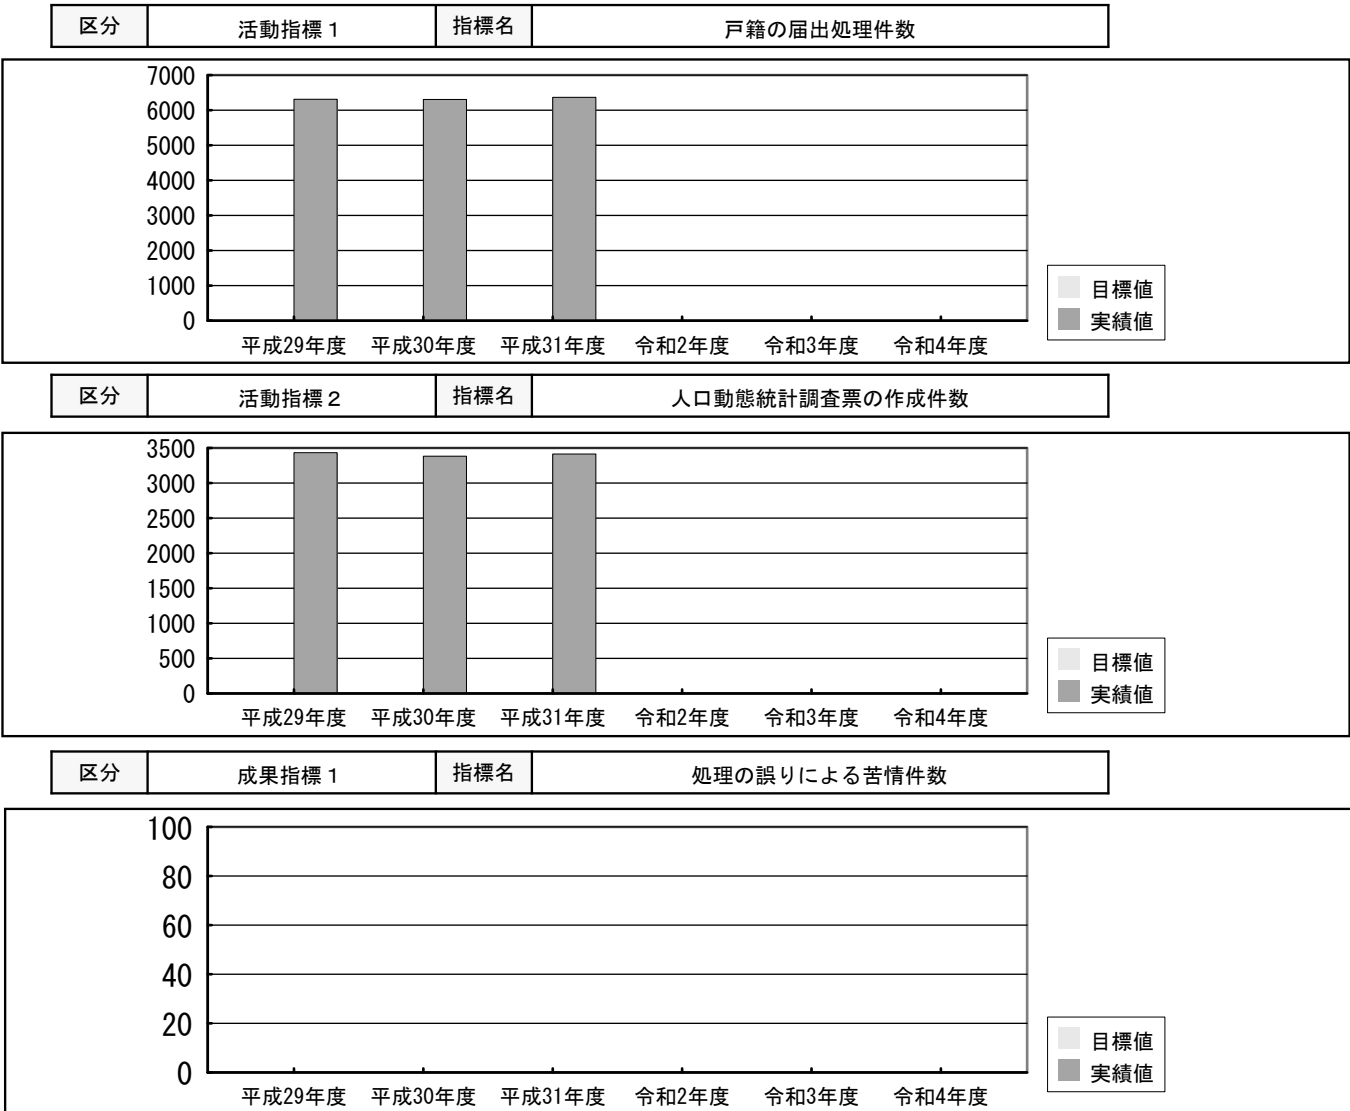 区分 活動指標１ 指標名 戸籍の届出処理件数
7000
6000
5000
4000
3000
2000
1000
0
平成29年度 平成30年度 平成31年度 令和2年度 令和3年度 令和4年度
目標値
実績値
区分 活動指標２ 指標名 人口動態統計調査票の作成件数
3500
3000
2500
2000
1500
1000
500
0
平成29年度 平成30年度 平成31年度 令和2年度 令和3年度 令和4年度
目標値
実績値
区分 成果指標１ 指標名 処理の誤りによる苦情件数
100
80
60
40
20
0
平成29年度 平成30年度 平成31年度 令和2年度 令和3年度 令和4年度
目標値
実績値